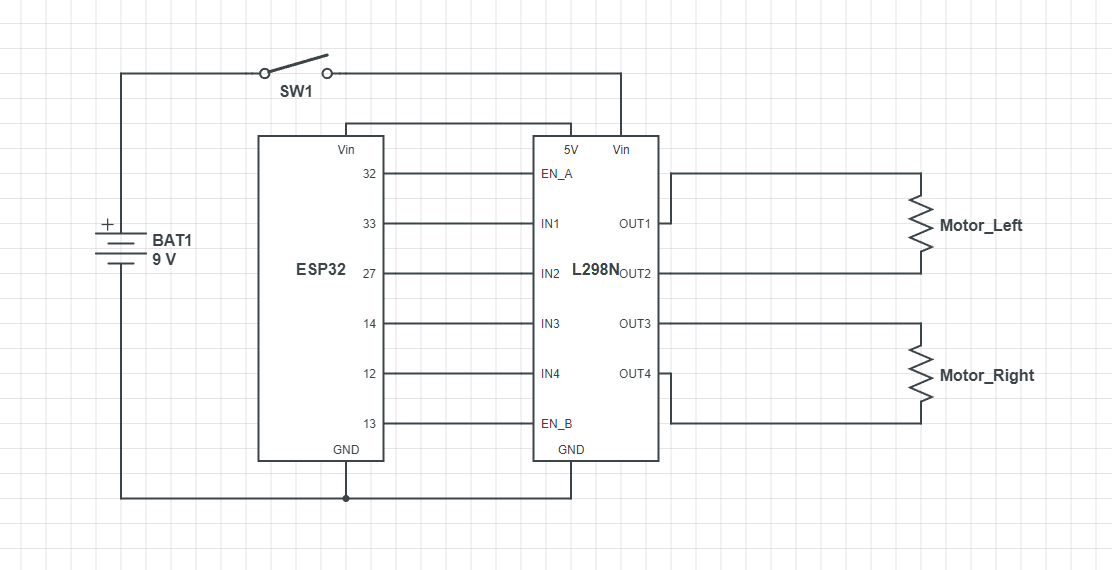 SW1
Vin
5V
Vin
32
EN_A
33
IN1
OUT1
Motor_Left
+
BAT1
9 V
ESP32
27
IN2
L298N
OUT2
14
IN3
OUT3
12
IN4
OUT4
Motor_Right
13
EN_B
GND
GND